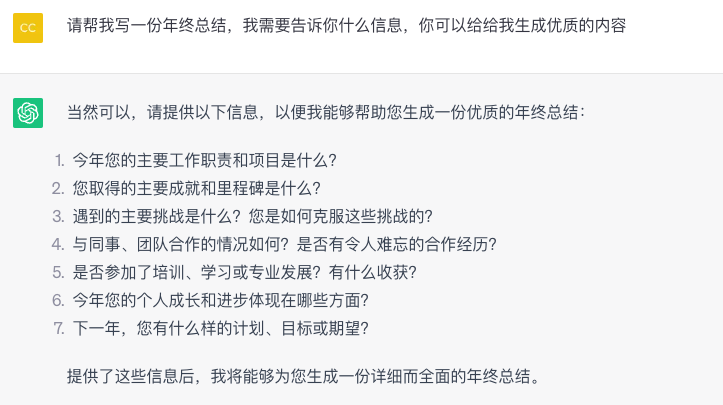 CC
请帮我写一份年终总结，我需要告诉你什么信息，你可以给给我生成优质的内容
当然可以，请提供以下信息，以便我能够帮助您生成一份优质的年终总结：
1. 今年您的主要工作职责和项目是什么？
2. 您取得的主要成就和里程碑是什么？
3. 遇到的主要挑战是什么？您是如何克服这些挑战的？
4. 与同事、团队合作的情况如何？是否有令人难忘的合作经历？
5. 是否参加了培训、学习或专业发展？有什么收获？
6. 今年您的个人成长和进步体现在哪些方面？
7. 下一年，您有什么样的计划、目标或期望？
提供了这些信息后，我将能够为您生成一份详细而全面的年终总结。